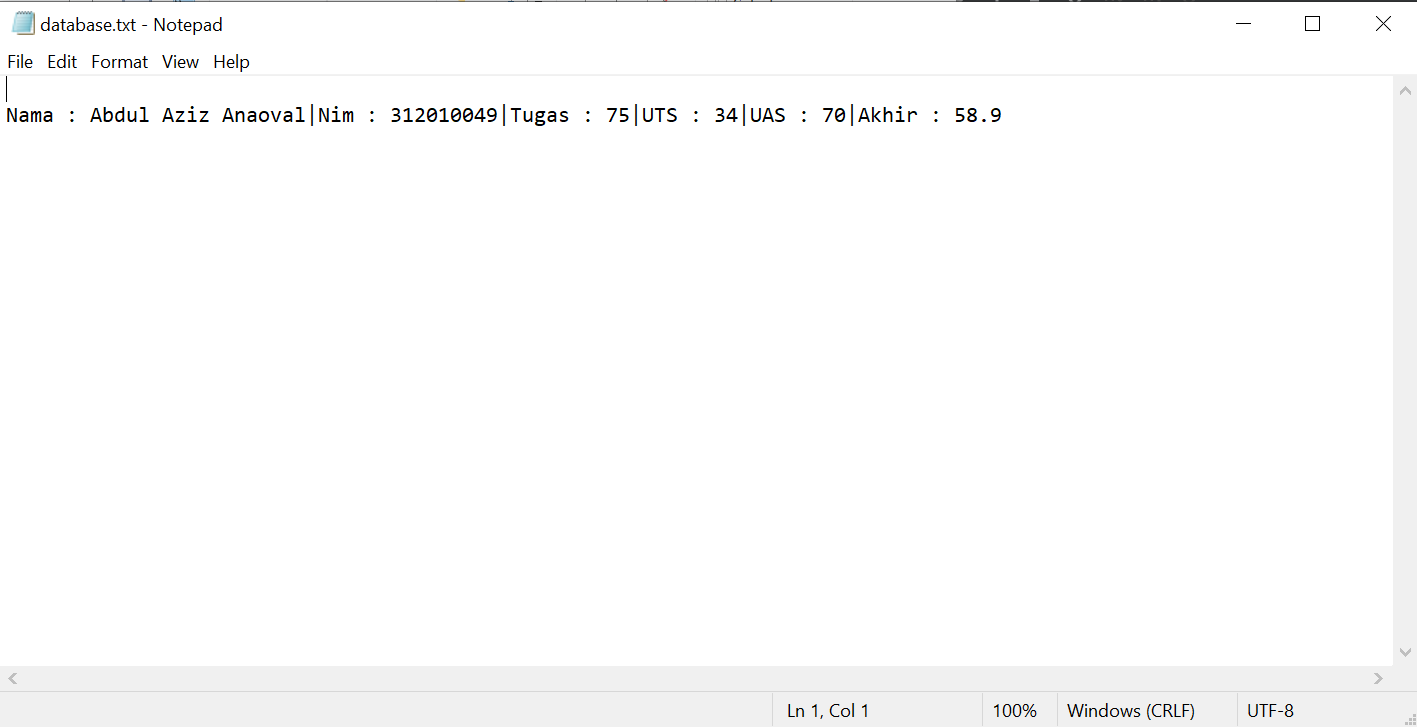 database.txt - Notepad
File Edit Format View Help
Nama : Abdul Aziz Anaoval|Nim : 312010049|Tugas : 75|UTS : 34|UAS : 70|Akhir : 58.9
Ln 1, Col 1 100% Windows (CRLF) UTF-8